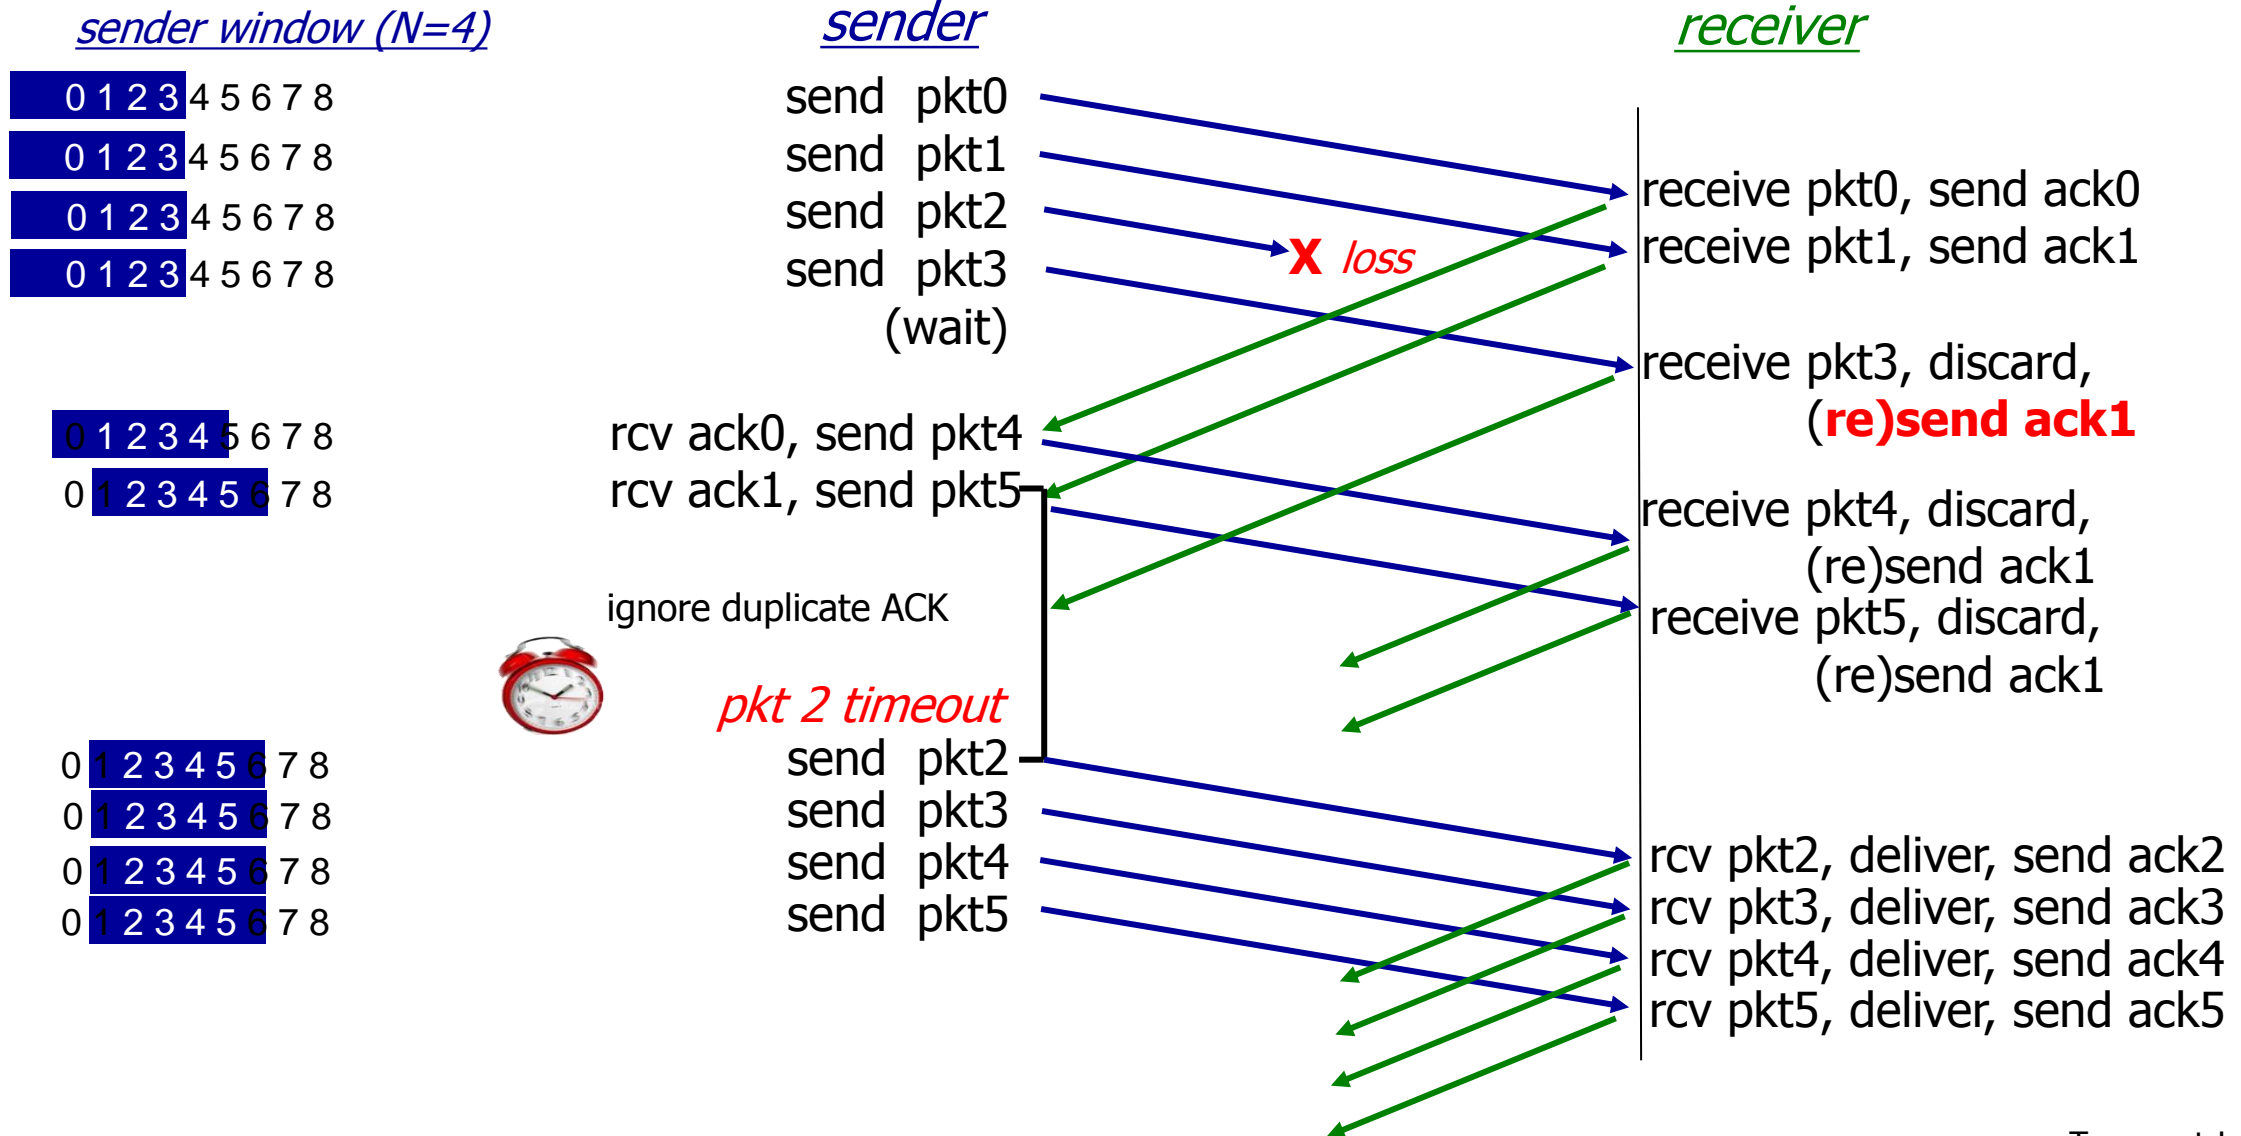 sender window (N=4)
sender
receiver
0 1 2 3 4 5 6 7 8
0 1 2 3 4 5 6 7 8
0 1 2 3 4 5 6 7 8
0 1 2 3 4 5 6 7 8
send pkt0
send pkt1
send pkt2
send pkt3
(wait)
X loss
receive pkt0, send ack0
receive pkt1, send ack1
receive pkt3, discard,
(re)send ack1
0 1 2 3 4 5 6 7 8
0 1 2 3 4 5 6 7 8
rcv ack0, send pkt4
rcv ack1, send pkt5
receive pkt4, discard,
(re)send ack1
receive pkt5, discard,
(re)send ack1
ignore duplicate ACK
pkt 2 timeout
0 1 2 3 4 5 6 7 8
0 1 2 3 4 5 6 7 8
0 1 2 3 4 5 6 7 8
0 1 2 3 4 5 6 7 8
send pkt2
send pkt3
send pkt4
send pkt5
rcv pkt2, deliver, send ack2
rcv pkt3, deliver, send ack3
rcv pkt4, deliver, send ack4
rcv pkt5, deliver, send ack5